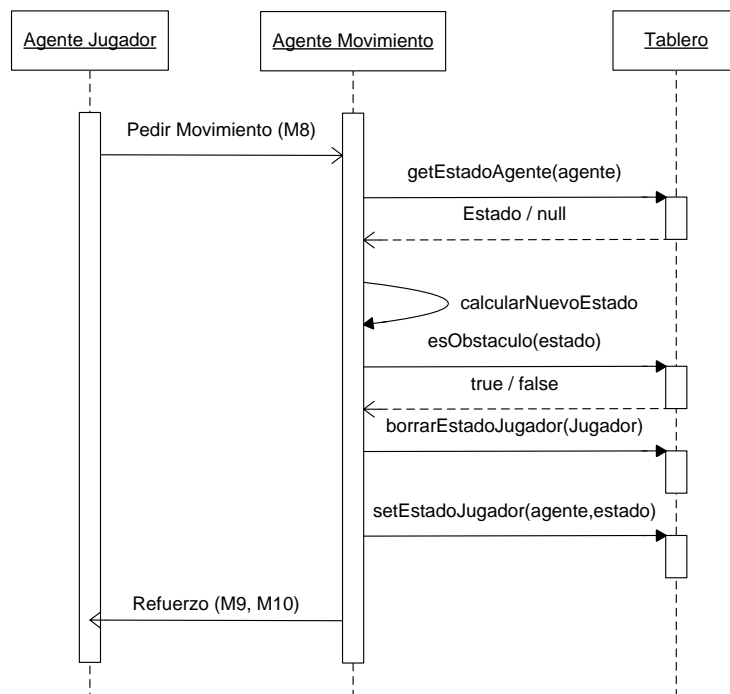 Agente Jugador
Agente Movimiento
Tablero
Pedir Movimiento (M8)
getEstadoAgente(agente)
Estado / null
calcularNuevoEstado
esObstaculo(estado)
true / false
borrarEstadoJugador(Jugador)
setEstadoJugador(agente,estado)
Refuerzo (M9, M10)